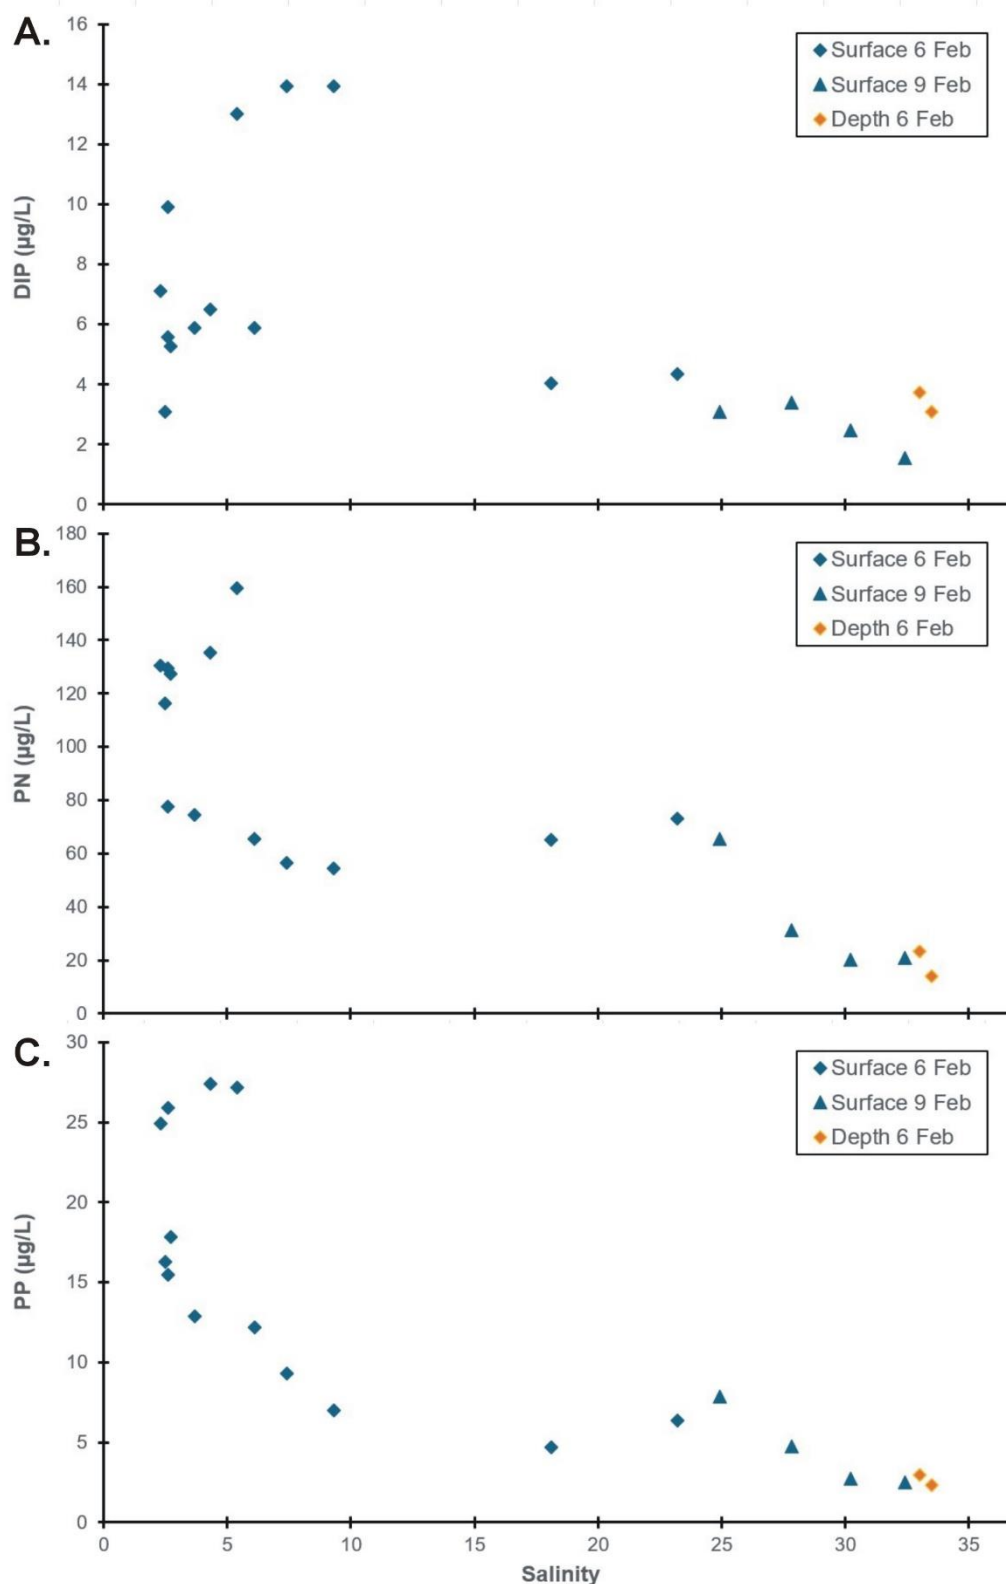 A.
16
14
12
10
8
6
4
2
0
DIP (µg/L)
Surface 6 Feb
Surface 9 Feb
Depth 6 Feb
B.
180
160
140
120
100
80
60
40
20
0
PN (µg/L)
Surface 6 Feb
Surface 9 Feb
Depth 6 Feb
C.
30
25
20
15
10
5
0
PP (µg/L)
Surface 6 Feb
Surface 9 Feb
Depth 6 Feb
0 5 10 15 20 25 30 35
Salinity